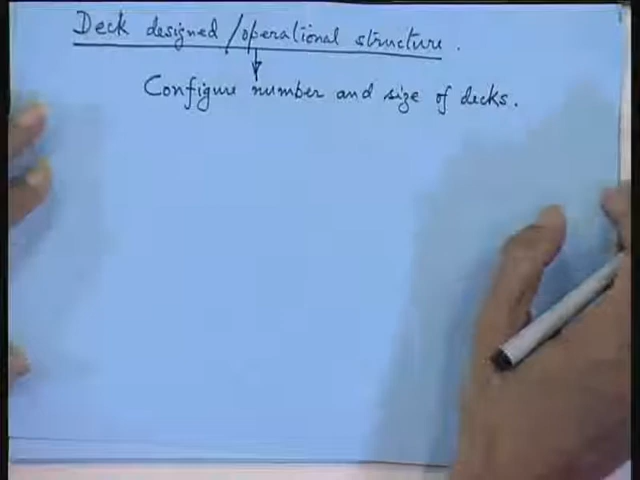 Deck designed/operational structure.
Configure number and size of decks.